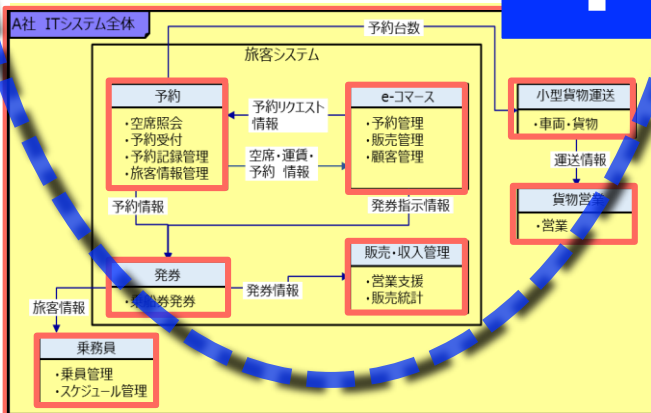 A社 ITシステム全体
予約台数
旅客システム
予約
・空席照会
・予約受付
・予約記録管理
・旅客情報管理
予約リクエスト
情報
空席・運賃・
予約 情報
e-コマース
・予約管理
・販売管理
・顧客管理
小型貨物運送
・車両・貨物
運送情報
貨物営業
・営業
予約情報
発券指示情報
発券
・乗船券発券
発券情報
販売・収入管理
・営業支援
・販売統計
旅客情報
乗務員
・乗員管理
・スケジュール管理